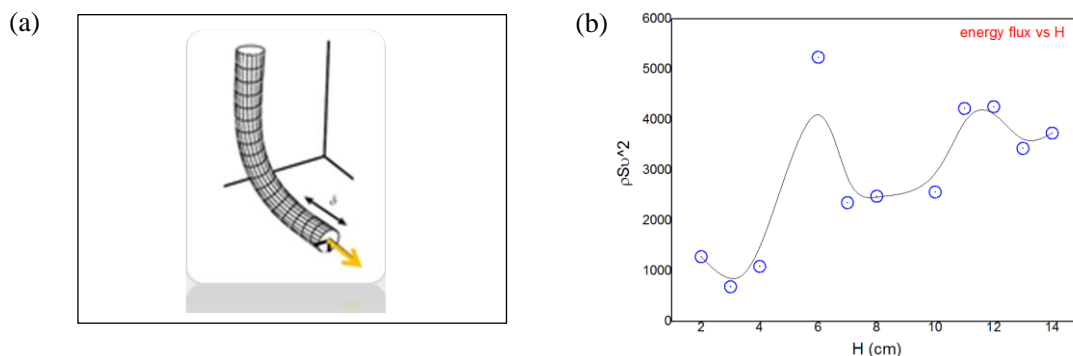 (a)
δ
(b)
energy flux vs H
6000
5000
4000
3000
2000
1000
0
ρSυ^2
2 4 6 8 10 12 14
H (cm)